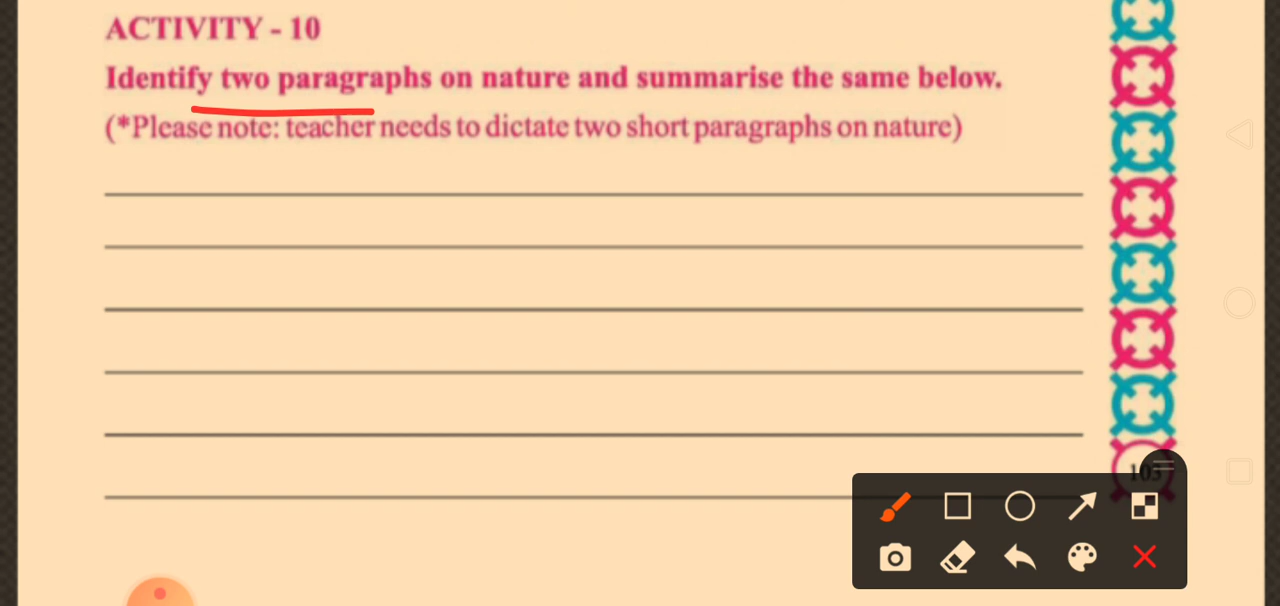 ACTIVITY - 10
Identify two paragraphs on nature and summarise the same below.
(*Please note: teacher needs to dictate two short paragraphs on nature)
103